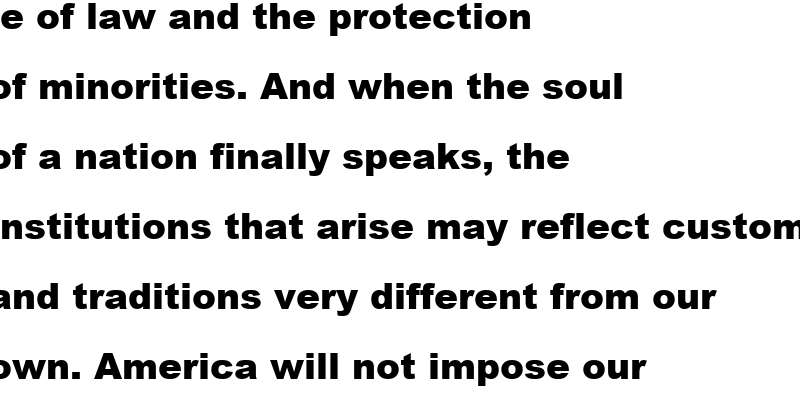 e of law and the protection
of minorities. And when the soul
of a nation finally speaks, the
nstitutions that arise may reflect custom
and traditions very different from our
own. America will not impose our